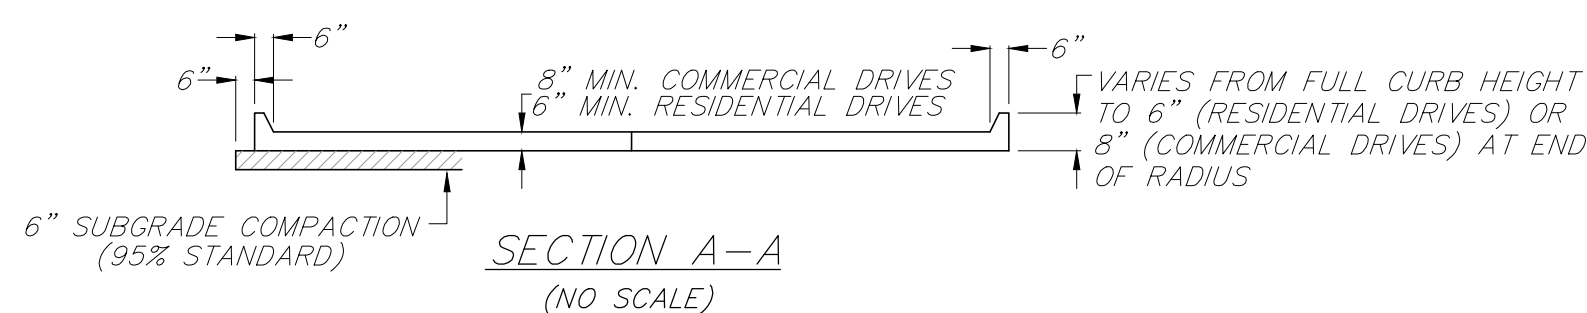 6"
6"
6"
8" MIN. COMMERCIAL DRIVES
6" MIN. RESIDENTIAL DRIVES
VARIES FROM FULL CURB HEIGHT
TO 6" (RESIDENTIAL DRIVES) OR
8" (COMMERCIAL DRIVES) AT END
OF RADIUS
6" SUBGRADE COMPACTION
(95% STANDARD)
SECTION A-A
(NO SCALE)